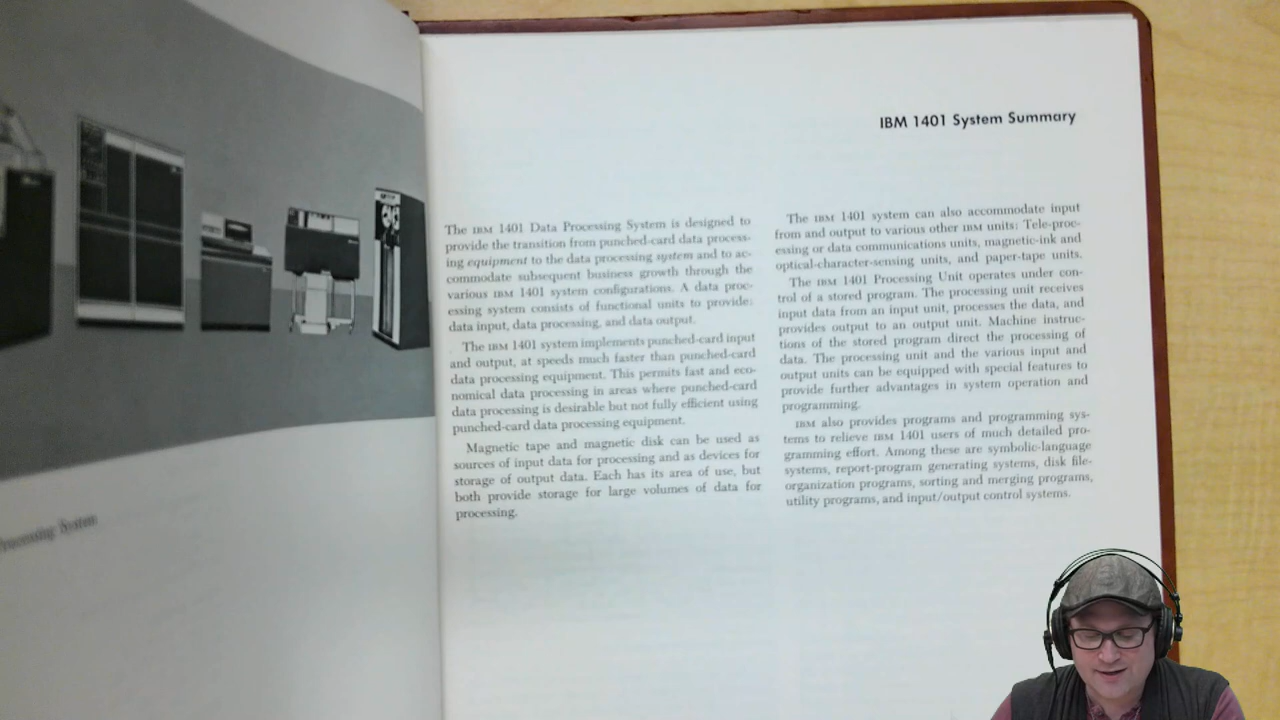 IBM 1401 System Summary
The IBM 1401 Data Processing System is designed to
provide the transition from punched-card data process-
ing equipment to the data processing system and to ac-
commodate subsequent business growth through the
various IBM 1401 system configurations. A data proc-
essing system consists of functional units to provide:
data input, data processing, and data output.
The IBM 1401 system implements punched-card input
and output, at speeds much faster than punched-card
data processing equipment. This permits fast and eco-
nomical data processing in areas where punched-card
data processing is desirable but not fully efficient using
punched-card data processing equipment.
Magnetic tape and magnetic disk can be used as
sources of input data for processing and as devices for
storage of output data. Each has its area of use, but
both provide storage for large volumes of data for
processing.
The IBM 1401 system can also accommodate input
from and output to various other IBM units: Tele-proc-
essing or data communications units, magnetic-ink and
optical-character-sensing units, and paper-tape units.
The IBM 1401 Processing Unit operates under con-
trol of a stored program. The processing unit receives
input data from an input unit, processes the data, and
provides output to an output unit. Machine instruc-
tions of the stored program direct the processing of
data. The processing unit and the various input and
output units can be equipped with special features to
provide further advantages in system operation and
programming.
IBM also provides programs and programming sys-
tems to relieve IBM 1401 users of much detailed pro-
gramming effort. Among these are symbolic-language
systems, report-program generating systems, disk file-
organization programs, sorting and merging programs,
utility programs, and input/output control systems.
Processing System